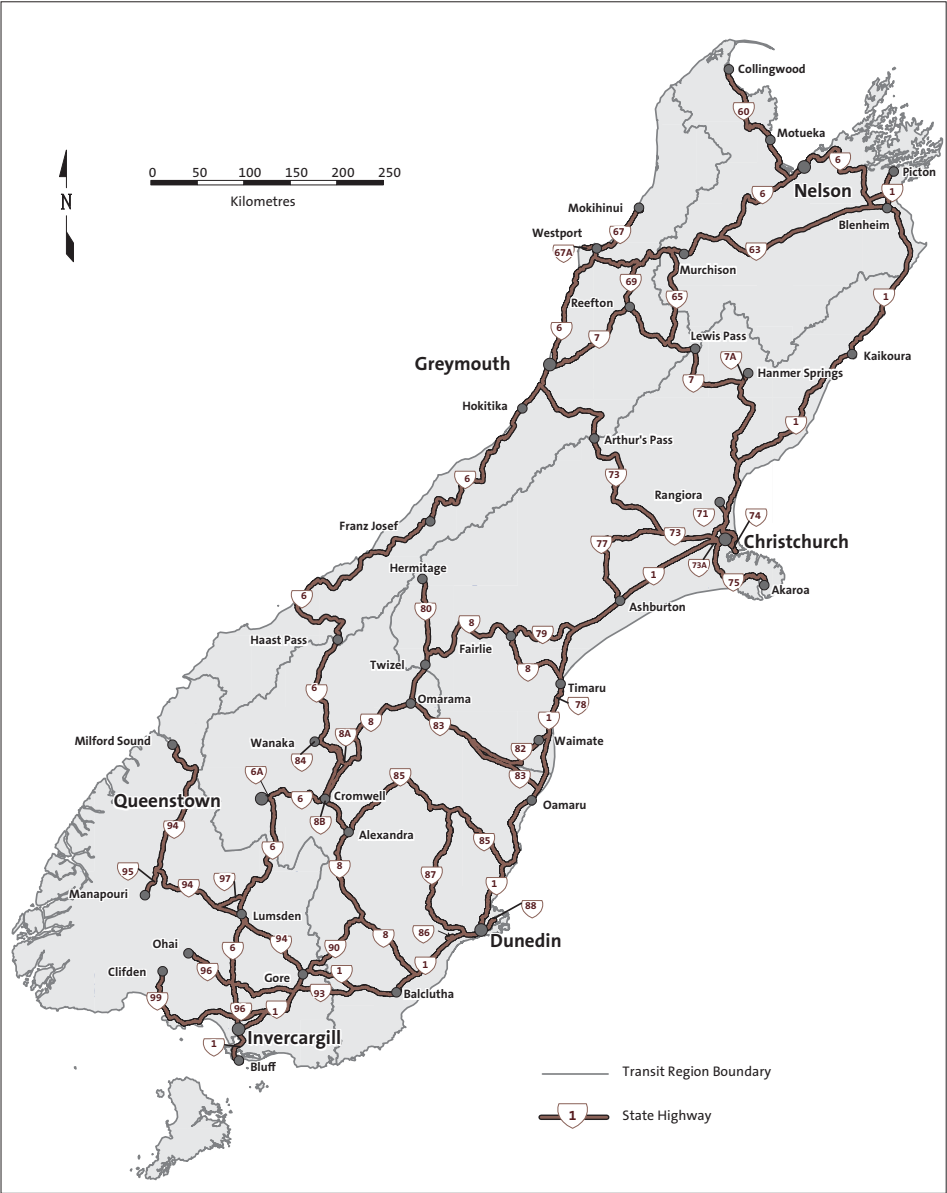 Collingwood
60
Motueka
6
0 50 100 150 200 250
Kilometres
N
Picton
6
Nelson
1
Mokihinui
Blenheim
67
Westport
67A
63
Murchison
69
65
1
Reefton
6
7
Lewis Pass
7A
Kaikoura
Greymouth
Hanmer Springs
7
Hokitika
1
Arthur's Pass
73
6
Rangiora
71
74
Franz Josef
73
Christchurch
77
73A
Hermitage
1
75
Akaroa
6
80
Ashburton
8
79
Haast Pass
Fairlie
Twizel
8
6
Timaru
Omarama
78
8
1
83
8A
Milford Sound
Wanaka
82
Waimate
84
6A
85
83
Queenstown
6
Cromwell
Oamaru
8B
94
Alexandra
6
85
95
8
87
97
94
1
Manapouri
88
Lumsden
86
Dunedin
94
90
8
Ohai
6
Clifden
96
Gore
1
1
93
Balclutha
99
96
1
Invercargill
1
Bluff
Transit Region Boundary
1 State Highway